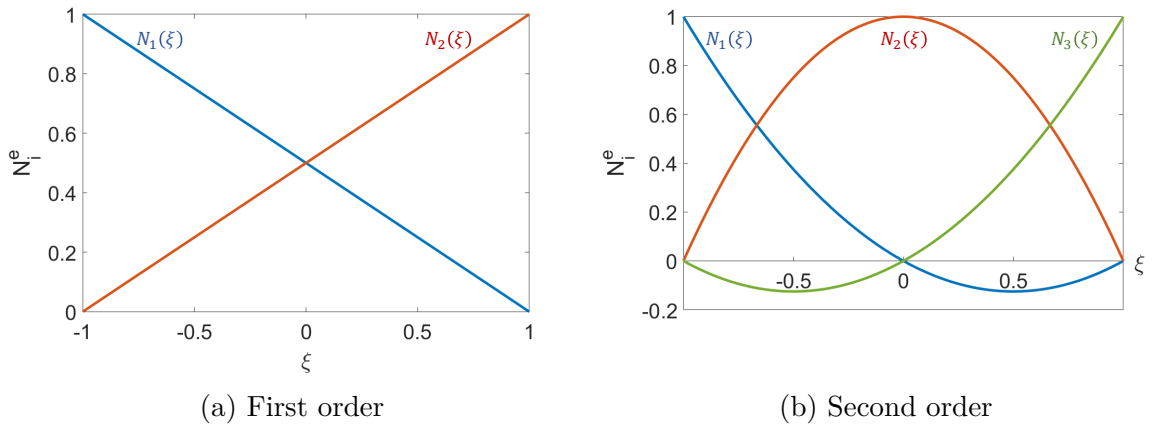 1
0.8
0.6
0.4
0.2
0
N_i^e
N₁(ξ)
N₂(ξ)
-1
-0.5
0
0.5
1
ξ
(a) First order
1
0.8
0.6
0.4
0.2
0
-0.2
N_i^e
N₁(ξ)
N₂(ξ)
N₃(ξ)
-0.5
0
0.5
ξ
(b) Second order